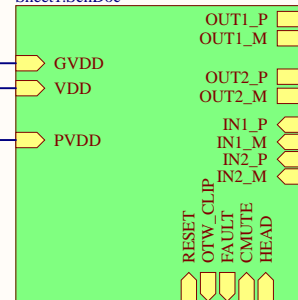 Sheet1.SchDoc
OUT1_P
OUT1_M
GVDD
OUT2_P
VDD
OUT2_M
IN1_P
PVDD
IN1_M
IN2_P
IN2_M
RESET
OTW_CLIP
FAULT
CMUTE
HEAD